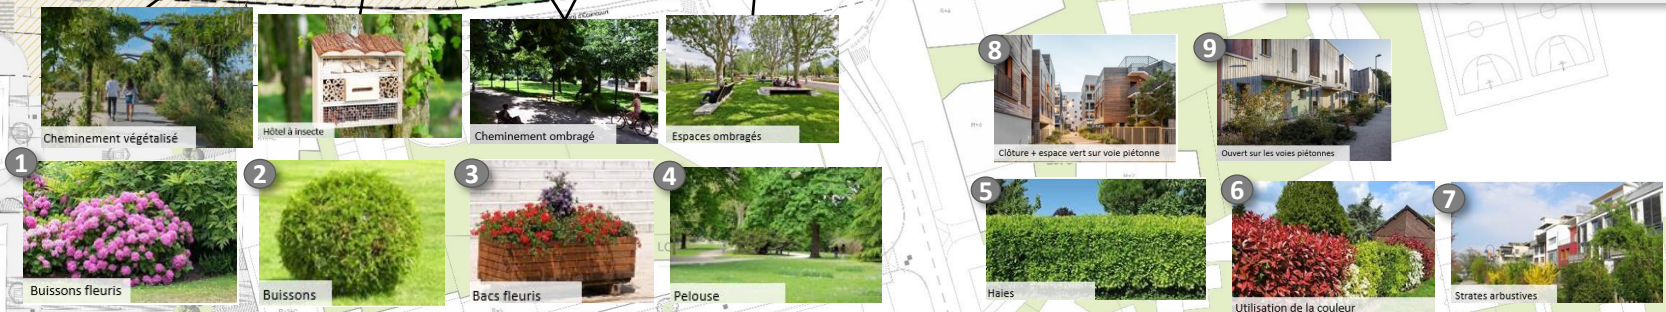 d'Ecancourt
R+4
Cheminement végétalisé
Hôtel à insecte
Cheminement ombragé
Espaces ombragés
8
9
Clôture + espace vert sur voie piétonne
Ouvert sur les voies piétonnes
1
2
3
4
5
6
7
Buissons fleuris
Buissons
Bacs fleuris
Pelouse
Haies
Utilisation de la couleur
Strates arbustives